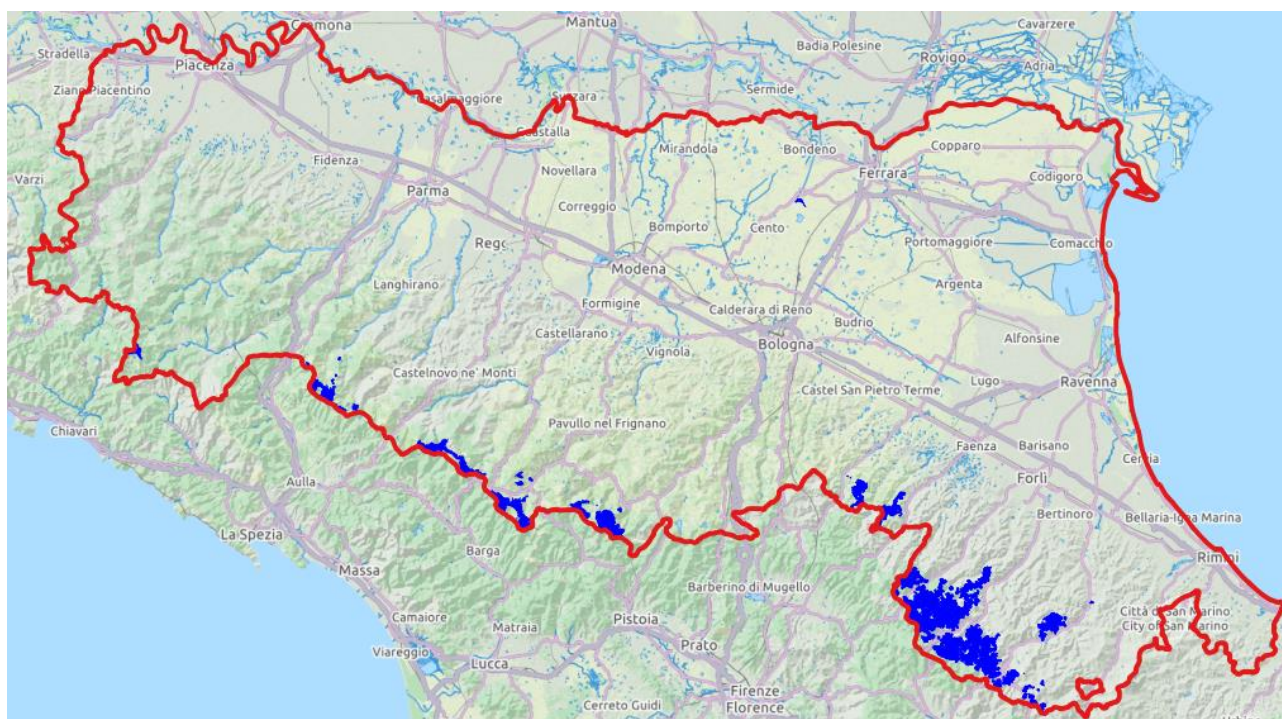 Mantua
Cavarzere
Cremona
Stradella
Piacenza
Badia Polesine
Rovigo
Adria
Ziano Piacentino
Casalmaggiore
Suzzara
Sermide
Guastalla
Mirandola
Bondeno
Copparo
Fidenza
Novellara
Ferrara
Codigoro
Varzi
Parma
Correggio
Bomporto
Cento
Portomaggiore
Comacchio
Modena
Langhirano
Argenta
Formigine
Calderara di Reno
Castellarano
Budrio
Alfonsine
Vignola
Bologna
Castelnovo ne' Monti
Castel San Pietro Terme
Lugo
Ravenna
Chiavari
Pavullo nel Frignano
Faenza
Barisano
Cervia
Aulla
Forlì
Bertinoro
Bellaria-Igea Marina
La Spezia
Barga
Rimini
Massa
Barberino di Mugello
Camaiore
Matraia
Pistoia
Città di San Marino
City of San Marino
Viareggio
Prato
Lucca
Firenze
Florence
Cerreto Guidi